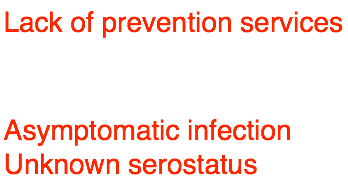 Lack of prevention services
Asymptomatic infection
Unknown serostatus